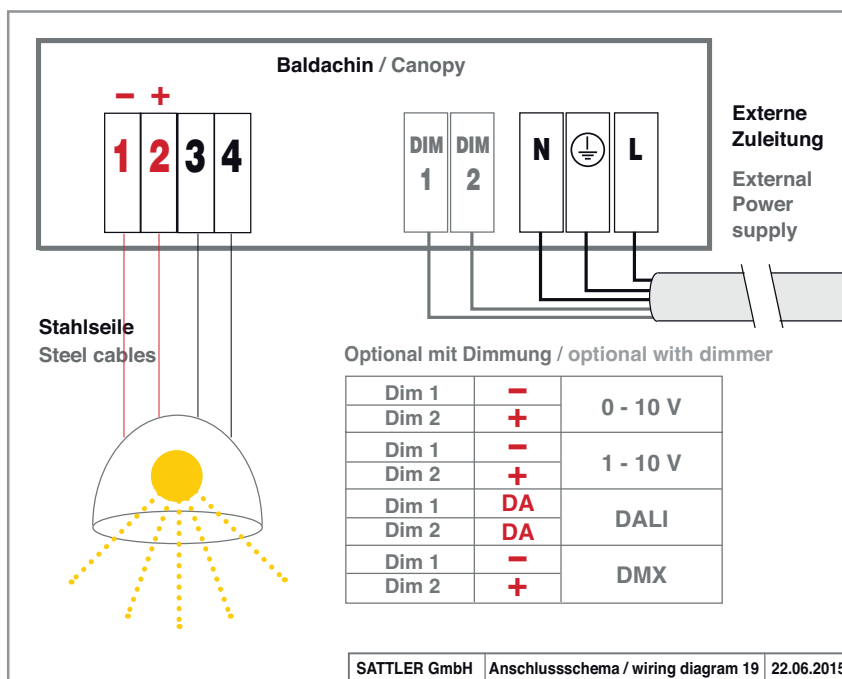 Baldachin / Canopy
− +
1 2 3 4
DIM 1
DIM 2
N
L
Externe
Zuleitung
External
Power
supply
Stahlseile
Steel cables
Optional mit Dimmung / optional with dimmer
Dim 1 − 0 - 10 V
Dim 2 +
Dim 1 − 1 - 10 V
Dim 2 +
Dim 1 DA DALI
Dim 2 DA
Dim 1 − DMX
Dim 2 +
SATTLER GmbH Anschlussschema / wiring diagram 19 22.06.2015